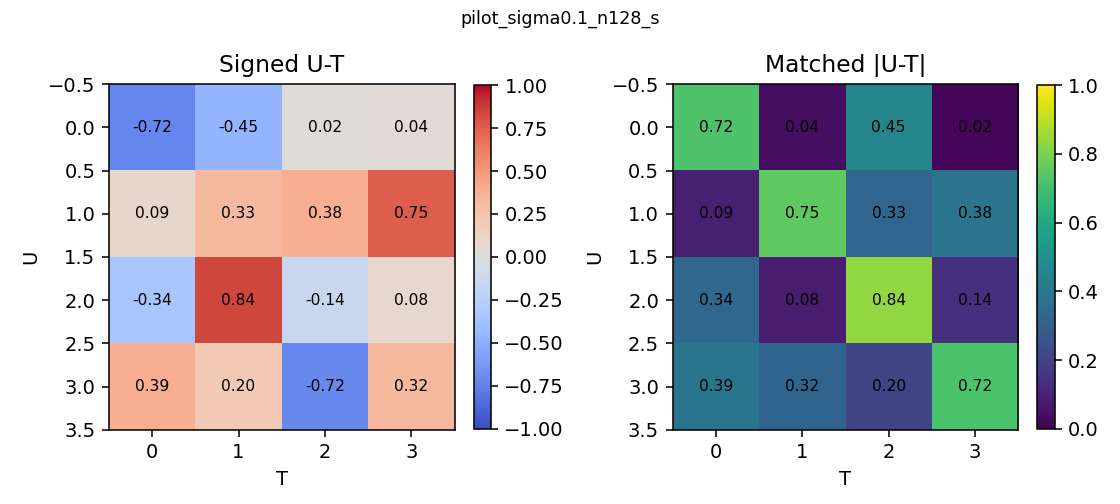 pilot_sigma0.1_n128_s
Signed U-T
−0.5
0.0
0.5
1.0
1.5
2.0
2.5
3.0
3.5
U
-0.72 -0.45 0.02 0.04
0.09 0.33 0.38 0.75
-0.34 0.84 -0.14 0.08
0.39 0.20 -0.72 0.32
0 1 2 3
T
1.00
0.75
0.50
0.25
0.00
−0.25
−0.50
−0.75
−1.00
Matched |U-T|
−0.5
0.0
0.5
1.0
1.5
2.0
2.5
3.0
3.5
U
0.72 0.04 0.45 0.02
0.09 0.75 0.33 0.38
0.34 0.08 0.84 0.14
0.39 0.32 0.20 0.72
0 1 2 3
T
1.0
0.8
0.6
0.4
0.2
0.0